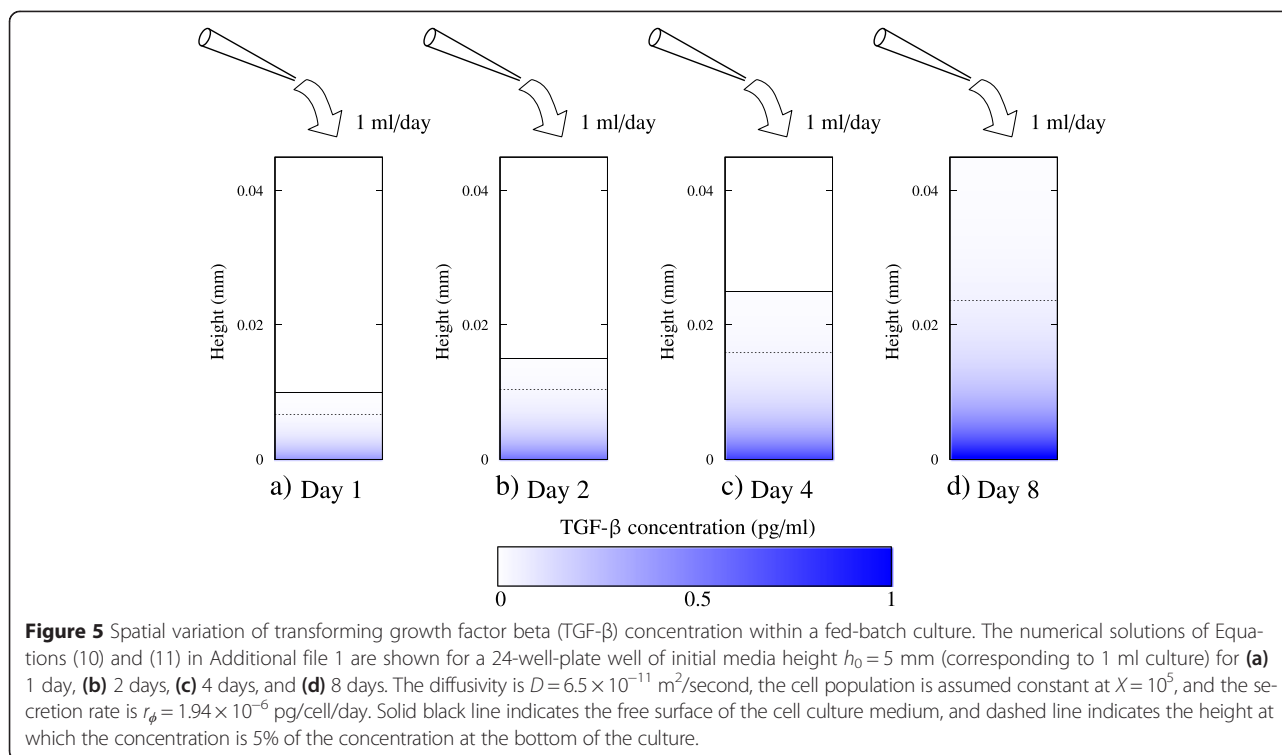 1 ml/day 1 ml/day 1 ml/day 1 ml/day
0.04 0.04 0.04 0.04
Height (mm) Height (mm) Height (mm) Height (mm)
0.02 0.02 0.02 0.02
0 0 0 0
a) Day 1 b) Day 2 c) Day 4 d) Day 8
TGF-β concentration (pg/ml)
0 0.5 1
Figure 5 Spatial variation of transforming growth factor beta (TGF-β) concentration within a fed-batch culture. The numerical solutions of Equa-
tions (10) and (11) in Additional file 1 are shown for a 24-well-plate well of initial media height h₀ = 5 mm (corresponding to 1 ml culture) for (a)
1 day, (b) 2 days, (c) 4 days, and (d) 8 days. The diffusivity is D = 6.5 × 10⁻¹¹ m²/second, the cell population is assumed constant at X = 10⁵, and the se-
cretion rate is r_ϕ = 1.94 × 10⁻⁶ pg/cell/day. Solid black line indicates the free surface of the cell culture medium, and dashed line indicates the height at
which the concentration is 5% of the concentration at the bottom of the culture.